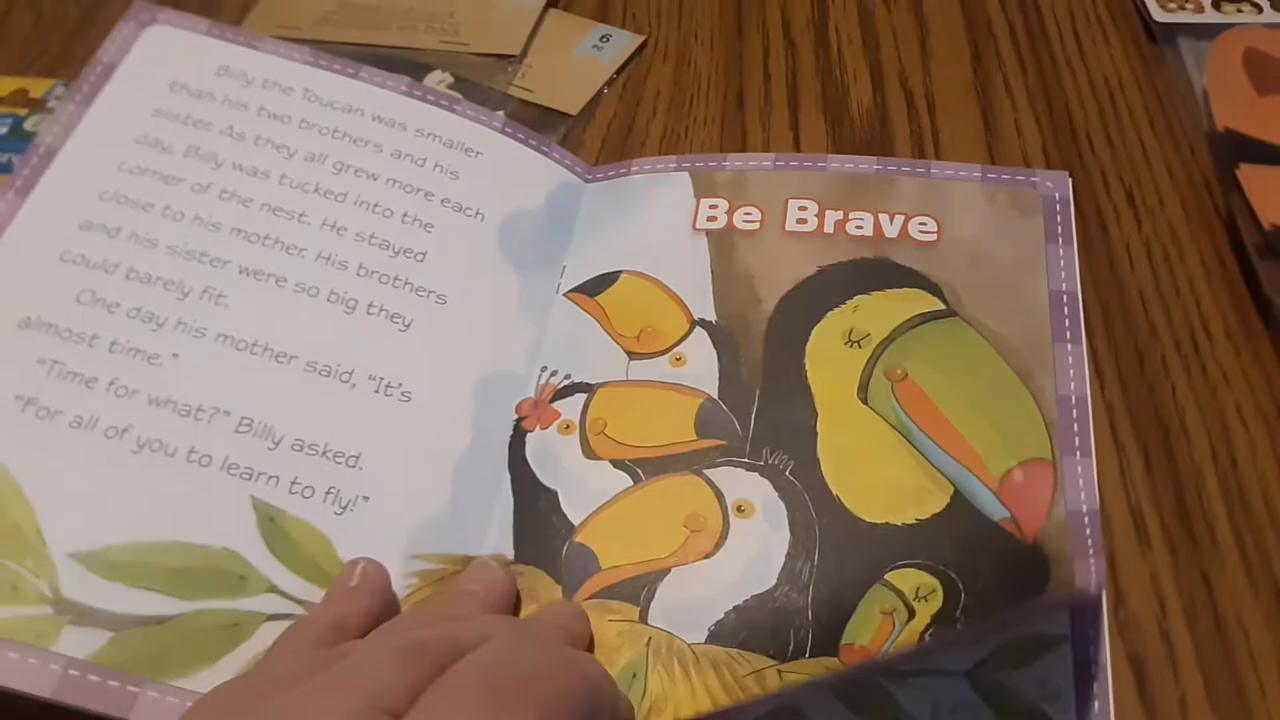 Billy the Toucan was smaller
than his two brothers and his
sister. As they all grew more each
day, Billy was tucked into the
corner of the nest. He stayed
close to his mother. His brothers
and his sister were so big they
could barely fit.
One day his mother said, "It's
almost time."
"Time for what?" Billy asked.
"For all of you to learn to fly!"
Be Brave
6
PC